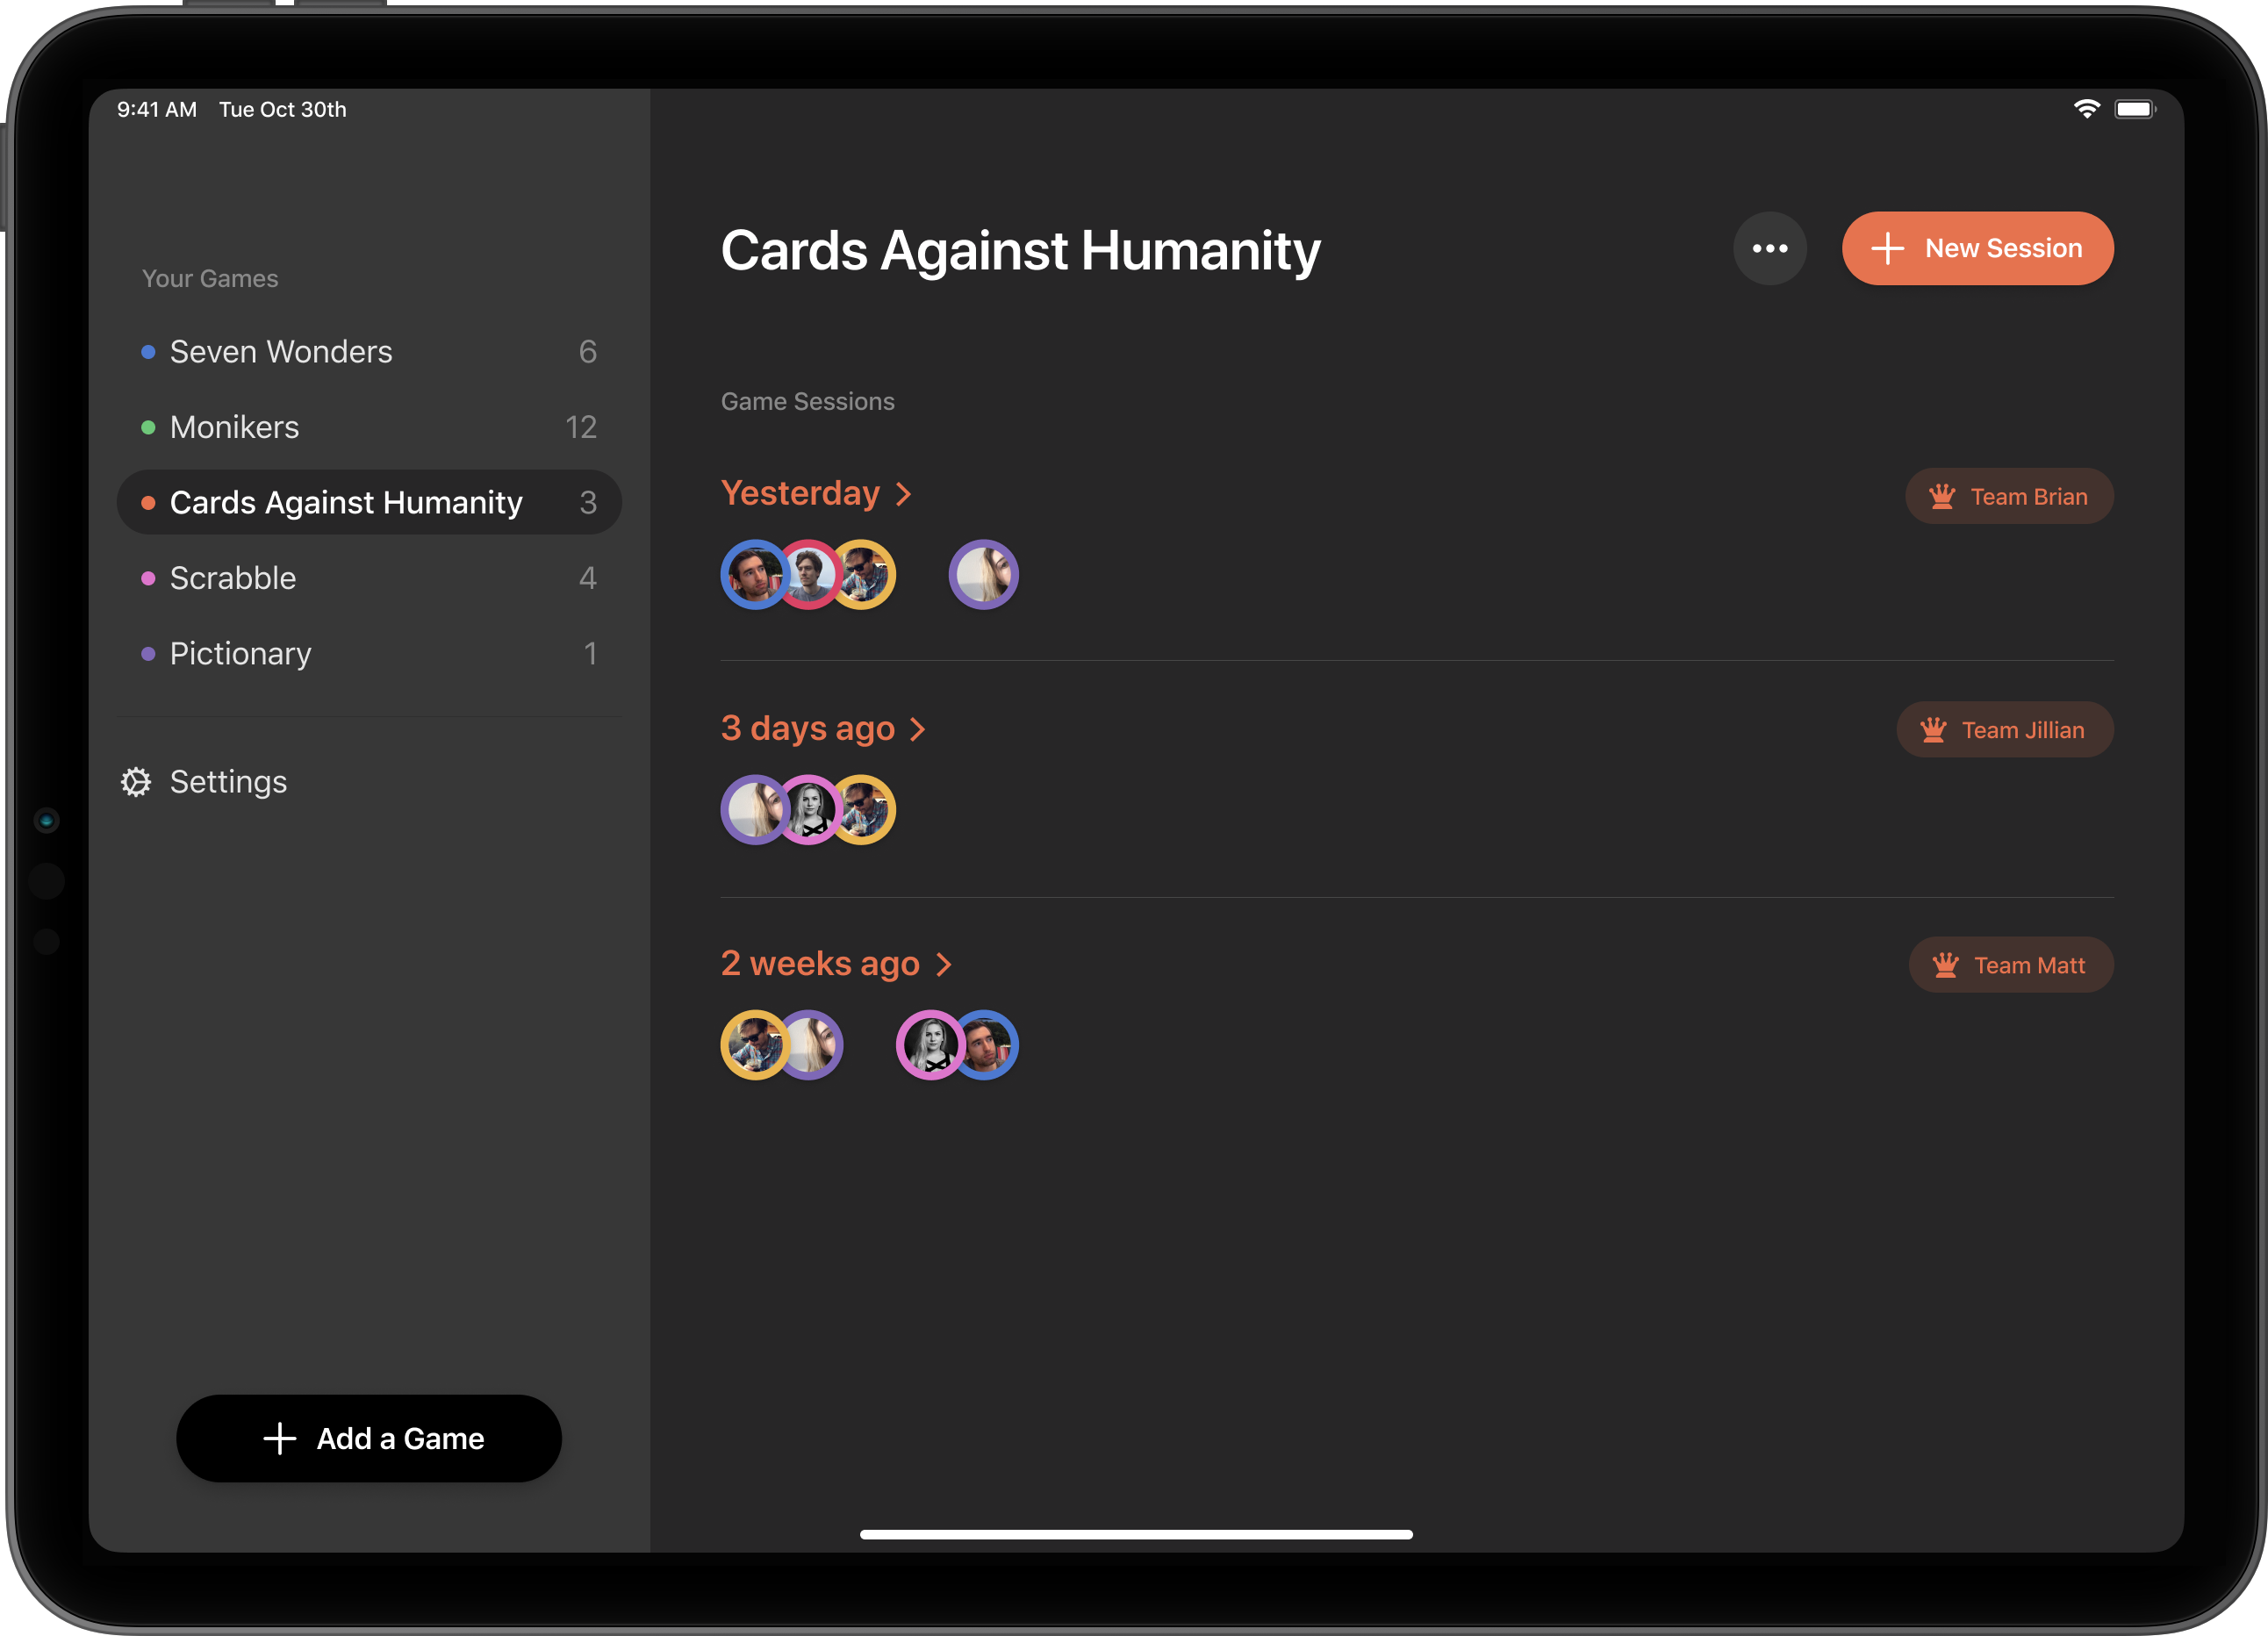 9:41 AM Tue Oct 30th
Your Games
Seven Wonders 6
Monikers 12
Cards Against Humanity 3
Scrabble 4
Pictionary 1
Settings
Add a Game
Cards Against Humanity
New Session
Game Sessions
Yesterday
Team Brian
3 days ago
Team Jillian
2 weeks ago
Team Matt